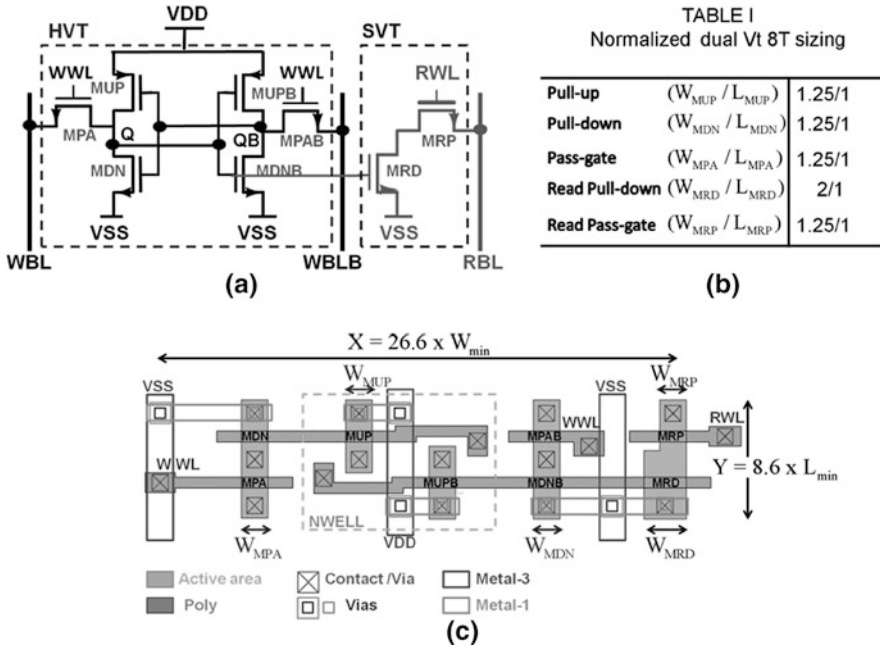 HVT
VDD
SVT
WWL
MUP
MUPB
WWL
RWL
MPA
Q
QB
MPAB
MRP
MDN
MDNB
MRD
VSS
VSS
VSS
WBL
WBLB
RBL
(a)
TABLE I
Normalized dual Vt 8T sizing
Pull-up (W_MUP / L_MUP) 1.25/1
Pull-down (W_MDN / L_MDN) 1.25/1
Pass-gate (W_MPA / L_MPA) 1.25/1
Read Pull-down (W_MRD / L_MRD) 2/1
Read Pass-gate (W_MRP / L_MRP) 1.25/1
(b)
X = 26.6 x W_min
VSS
W_MUP
VSS
W_MRP
MDN
MUP
MPAB
WWL
MRP
RWL
WWL
MPA
MUPB
MDNB
MRD
Y = 8.6 x L_min
NWELL
W_MPA
VDD
W_MDN
W_MRD
Active area
Contact /Via
Metal-3
Poly
Vias
Metal-1
(c)